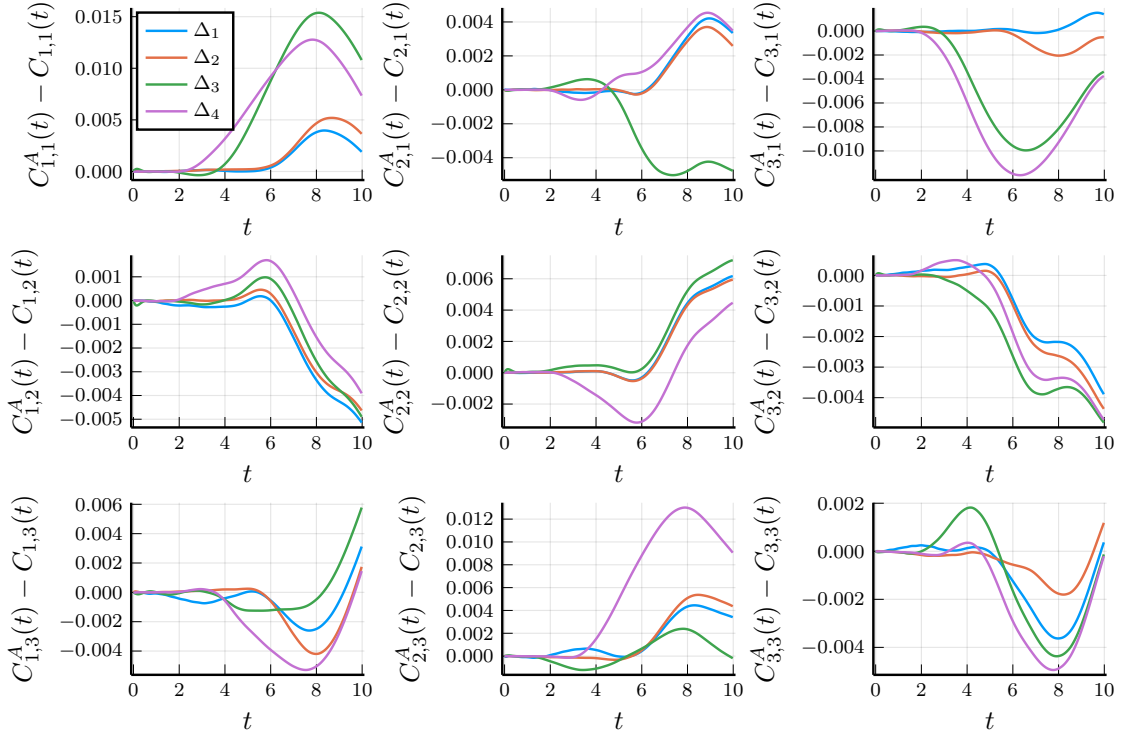 C^A_{1,1}(t) − C_{1,1}(t)
0.015
0.010
0.005
0.000
Δ₁
Δ₂
Δ₃
Δ₄
0 2 4 6 8 10
t
C^A_{2,1}(t) − C_{2,1}(t)
0.004
0.002
0.000
−0.002
−0.004
0 2 4 6 8 10
t
C^A_{3,1}(t) − C_{3,1}(t)
0.000
−0.002
−0.004
−0.006
−0.008
−0.010
0 2 4 6 8 10
t
C^A_{1,2}(t) − C_{1,2}(t)
0.001
0.000
−0.001
−0.002
−0.003
−0.004
−0.005
0 2 4 6 8 10
t
C^A_{2,2}(t) − C_{2,2}(t)
0.006
0.004
0.002
0.000
−0.002
0 2 4 6 8 10
t
C^A_{3,2}(t) − C_{3,2}(t)
0.000
−0.001
−0.002
−0.003
−0.004
0 2 4 6 8 10
t
C^A_{1,3}(t) − C_{1,3}(t)
0.006
0.004
0.002
0.000
−0.002
−0.004
0 2 4 6 8 10
t
C^A_{2,3}(t) − C_{2,3}(t)
0.012
0.010
0.008
0.006
0.004
0.002
0.000
0 2 4 6 8 10
t
C^A_{3,3}(t) − C_{3,3}(t)
0.002
0.000
−0.002
−0.004
0 2 4 6 8 10
t